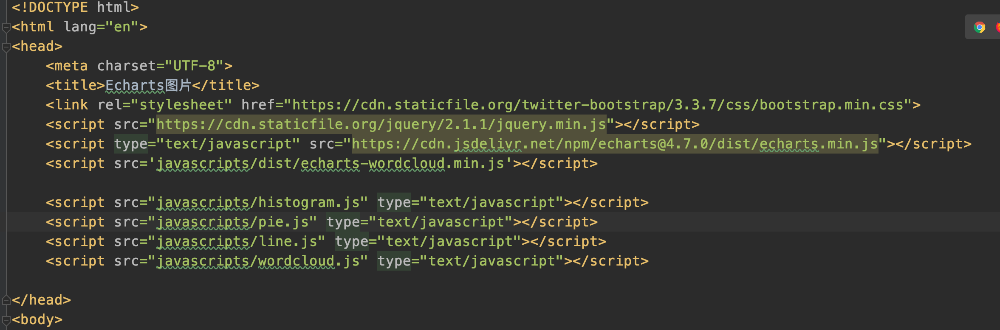 <!DOCTYPE html>
<html lang="en">
<head>
<meta charset="UTF-8">
<title>Echarts图片</title>
<link rel="stylesheet" href="https://cdn.staticfile.org/twitter-bootstrap/3.3.7/css/bootstrap.min.css">
<script src="https://cdn.staticfile.org/jquery/2.1.1/jquery.min.js"></script>
<script type="text/javascript" src="https://cdn.jsdelivr.net/npm/echarts@4.7.0/dist/echarts.min.js"></script>
<script src='javascripts/dist/echarts-wordcloud.min.js'></script>
<script src="javascripts/histogram.js" type="text/javascript"></script>
<script src="javascripts/pie.js" type="text/javascript"></script>
<script src="javascripts/line.js" type="text/javascript"></script>
<script src="javascripts/wordcloud.js" type="text/javascript"></script>
</head>
<body>